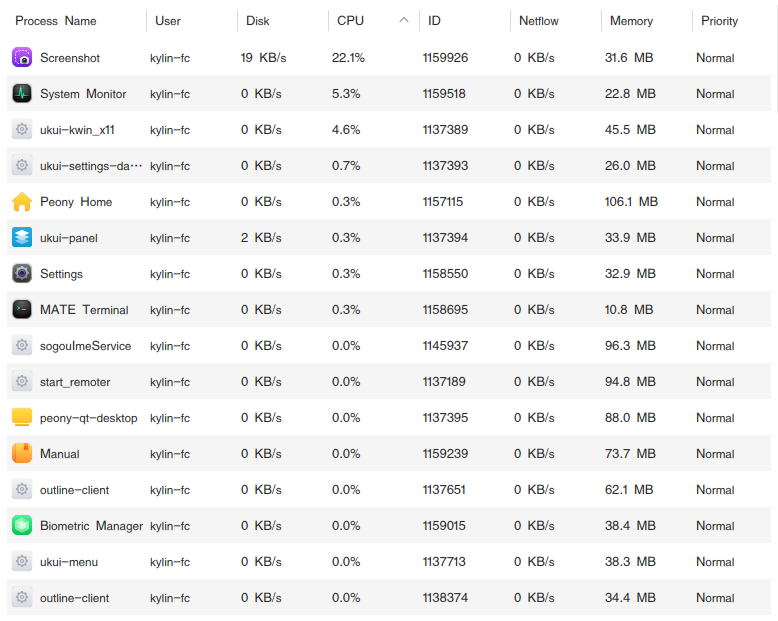 Process Name User Disk CPU ID Netflow Memory Priority
Screenshot kylin-fc 19 KB/s 22.1% 1159926 0 KB/s 31.6 MB Normal
System Monitor kylin-fc 0 KB/s 5.3% 1159518 0 KB/s 22.8 MB Normal
ukui-kwin_x11 kylin-fc 0 KB/s 4.6% 1137389 0 KB/s 45.5 MB Normal
ukui-settings-da··· kylin-fc 0 KB/s 0.7% 1137393 0 KB/s 26.0 MB Normal
Peony Home kylin-fc 0 KB/s 0.3% 1157115 0 KB/s 106.1 MB Normal
ukui-panel kylin-fc 2 KB/s 0.3% 1137394 0 KB/s 33.9 MB Normal
Settings kylin-fc 0 KB/s 0.3% 1158550 0 KB/s 32.9 MB Normal
MATE Terminal kylin-fc 0 KB/s 0.3% 1158695 0 KB/s 10.8 MB Normal
sogouImeService kylin-fc 0 KB/s 0.0% 1145937 0 KB/s 96.3 MB Normal
start_remoter kylin-fc 0 KB/s 0.0% 1137189 0 KB/s 94.8 MB Normal
peony-qt-desktop kylin-fc 0 KB/s 0.0% 1137395 0 KB/s 88.0 MB Normal
Manual kylin-fc 0 KB/s 0.0% 1159239 0 KB/s 73.7 MB Normal
outline-client kylin-fc 0 KB/s 0.0% 1137651 0 KB/s 62.1 MB Normal
Biometric Manager kylin-fc 0 KB/s 0.0% 1159015 0 KB/s 38.4 MB Normal
ukui-menu kylin-fc 0 KB/s 0.0% 1137713 0 KB/s 38.3 MB Normal
outline-client kylin-fc 0 KB/s 0.0% 1138374 0 KB/s 34.4 MB Normal